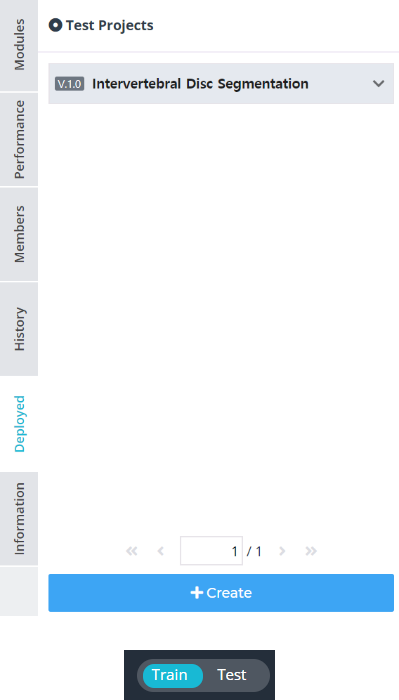 Modules
Performance
Members
History
Deployed
Information
Test Projects
V.1.0 Intervertebral Disc Segmentation
1 / 1
Create
Train Test